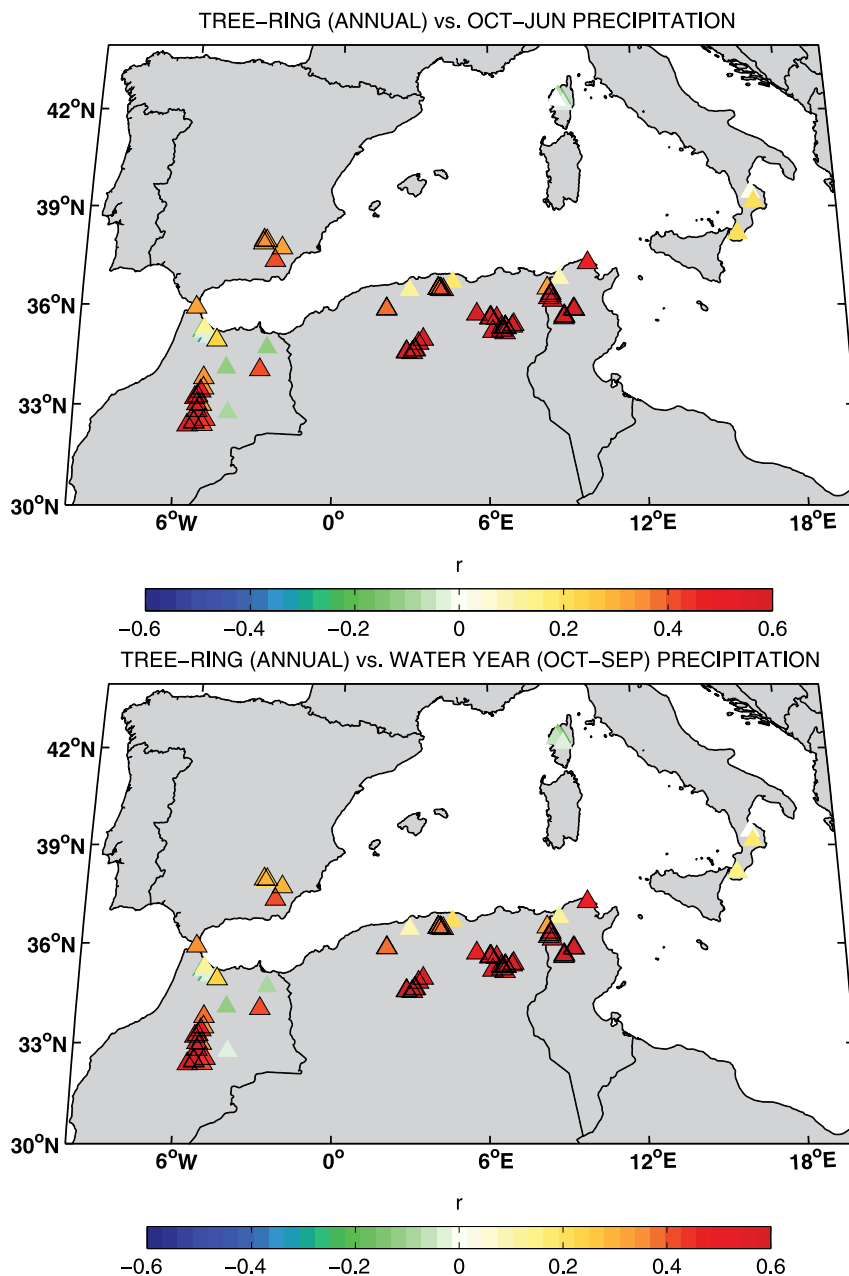 TREE-RING (ANNUAL) vs. OCT-JUN PRECIPITATION
42°N
39°N
36°N
33°N
30°N
6°W 0° 6°E 12°E 18°E
r
−0.6 −0.4 −0.2 0 0.2 0.4 0.6
TREE-RING (ANNUAL) vs. WATER YEAR (OCT-SEP) PRECIPITATION
42°N
39°N
36°N
33°N
30°N
6°W 0° 6°E 12°E 18°E
r
−0.6 −0.4 −0.2 0 0.2 0.4 0.6